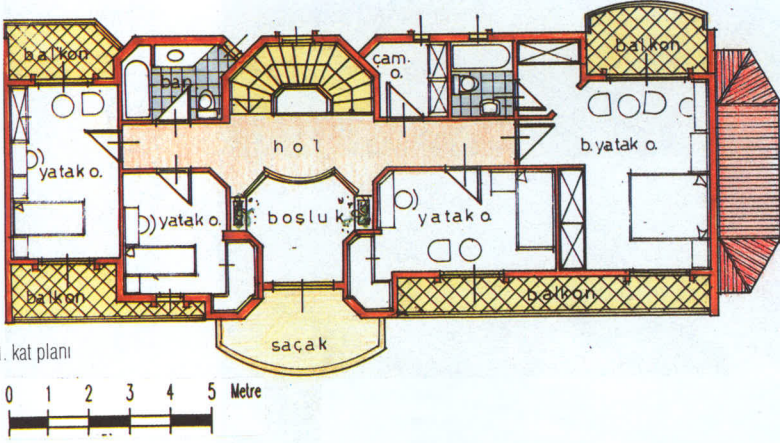 balkon
ban.
çam.
o.
balkon
hol
b.yatak o.
yatak o.
yatak o.
boşluk
yatak o.
balkon
balkon
saçak
. kat planı
0 1 2 3 4 5 Metre